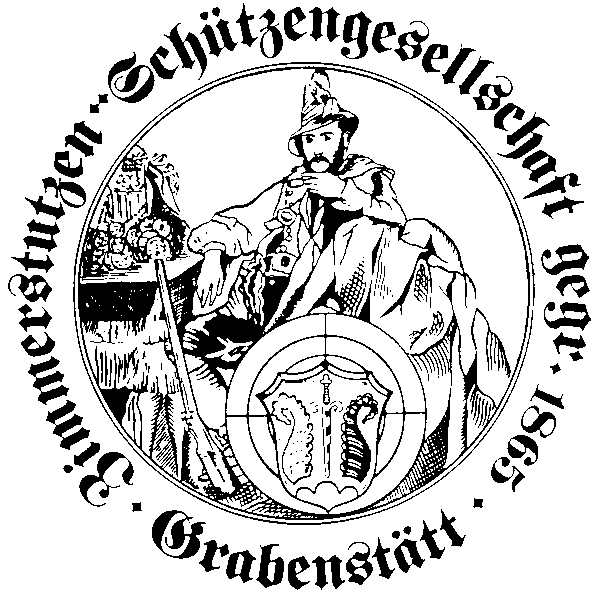 Zimmerstutzen-Schützengesellschaft gegr. 1865
· Grabenstätt ·